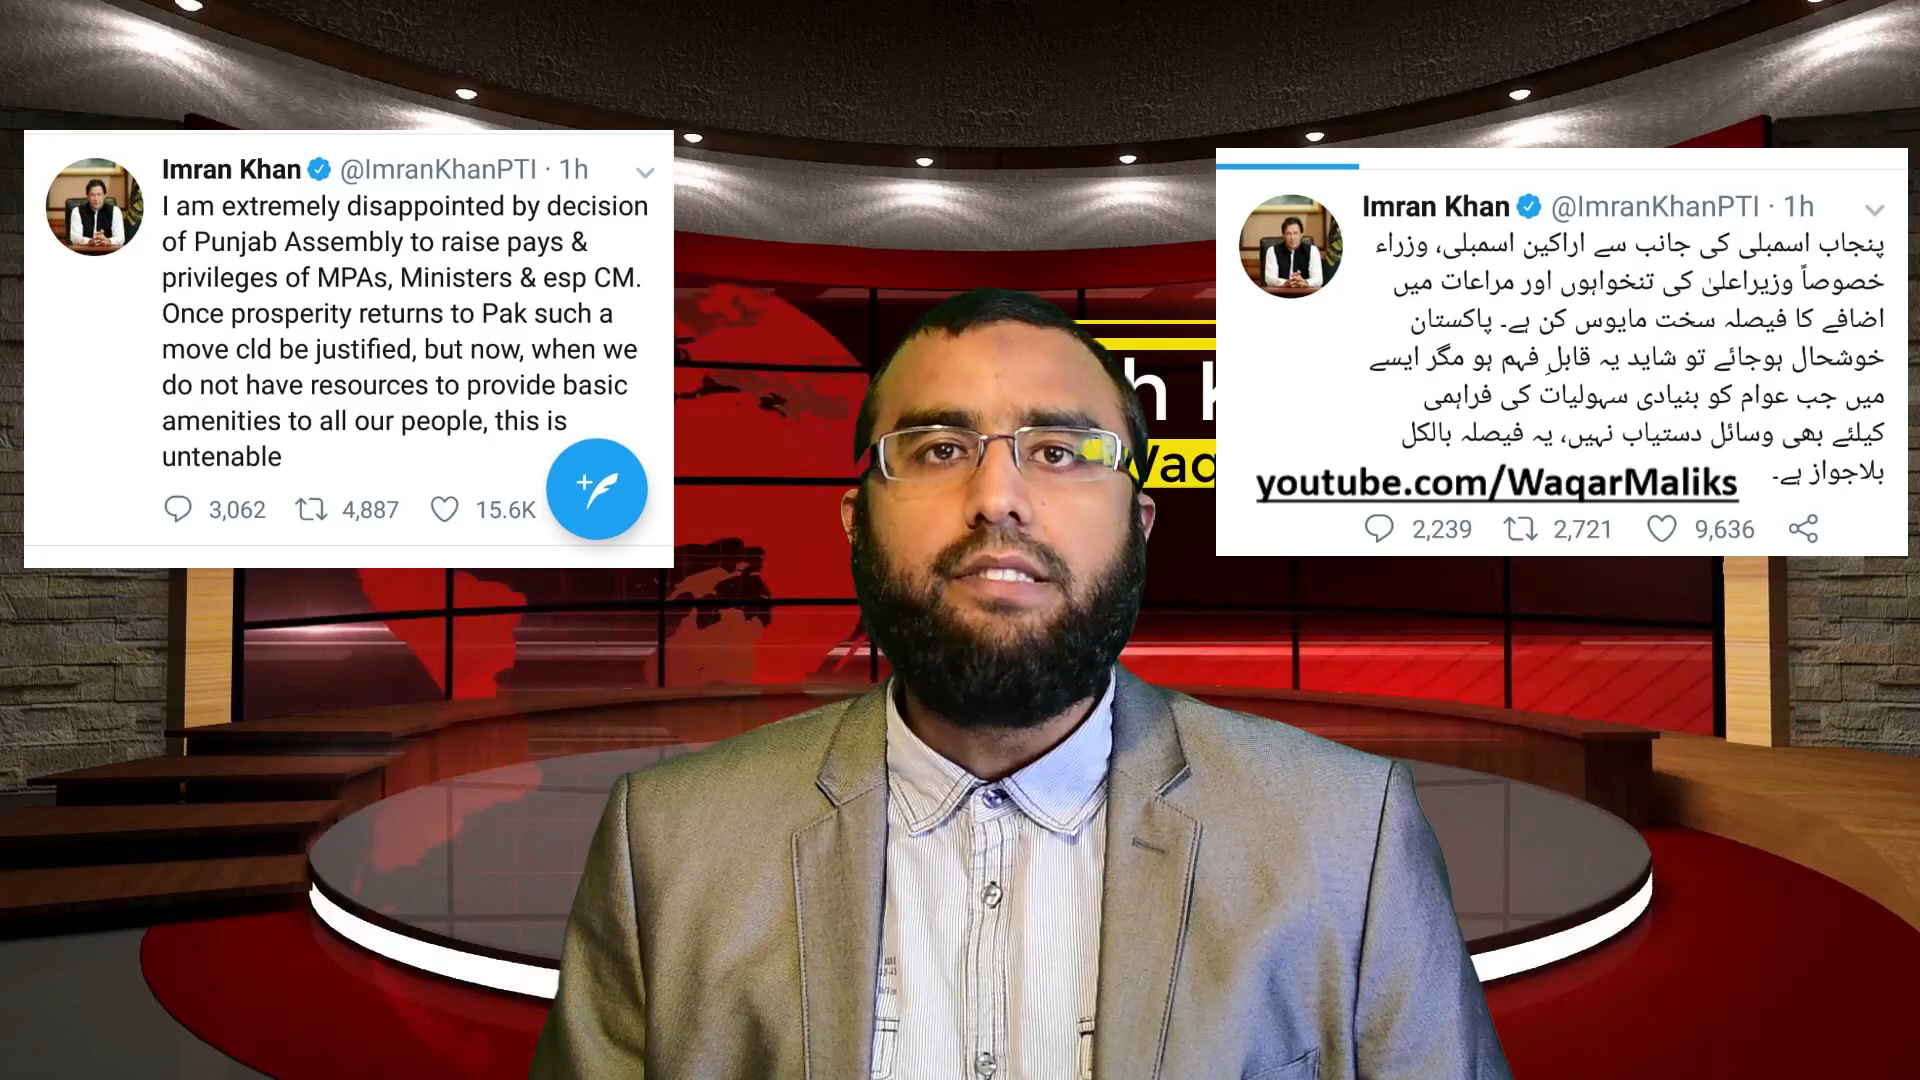 Imran Khan @ImranKhanPTI · 1h
I am extremely disappointed by decision
of Punjab Assembly to raise pays &
privileges of MPAs, Ministers & esp CM.
Once prosperity returns to Pak such a
move cld be justified, but now, when we
do not have resources to provide basic
amenities to all our people, this is
untenable
3,062 4,887 15.6K
Imran Khan @ImranKhanPTI · 1h
پنجاب اسمبلی کی جانب سے اراکین اسمبلی، وزراء
خصوصاً وزیراعلیٰ کی تنخواہوں اور مراعات میں
اضافے کا فیصلہ سخت مایوس کن ہے۔ پاکستان
خوشحال ہوجائے تو شاید یہ قابلِ فہم ہو مگر ایسے
میں جب عوام کو بنیادی سہولیات کی فراہمی
کیلئے بھی وسائل دستیاب نہیں، یہ فیصلہ بالکل
بلاجواز ہے۔
youtube.com/WaqarMaliks
2,239 2,721 9,636